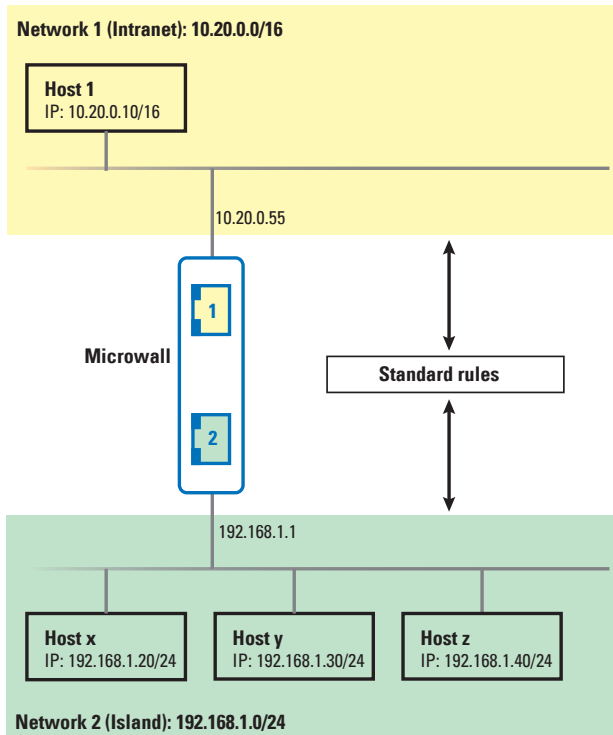 Network 1 (Intranet): 10.20.0.0/16
Host 1
IP: 10.20.0.10/16
10.20.0.55
1
Microwall
Standard rules
2
192.168.1.1
Host x
IP: 192.168.1.20/24
Host y
IP: 192.168.1.30/24
Host z
IP: 192.168.1.40/24
Network 2 (Island): 192.168.1.0/24